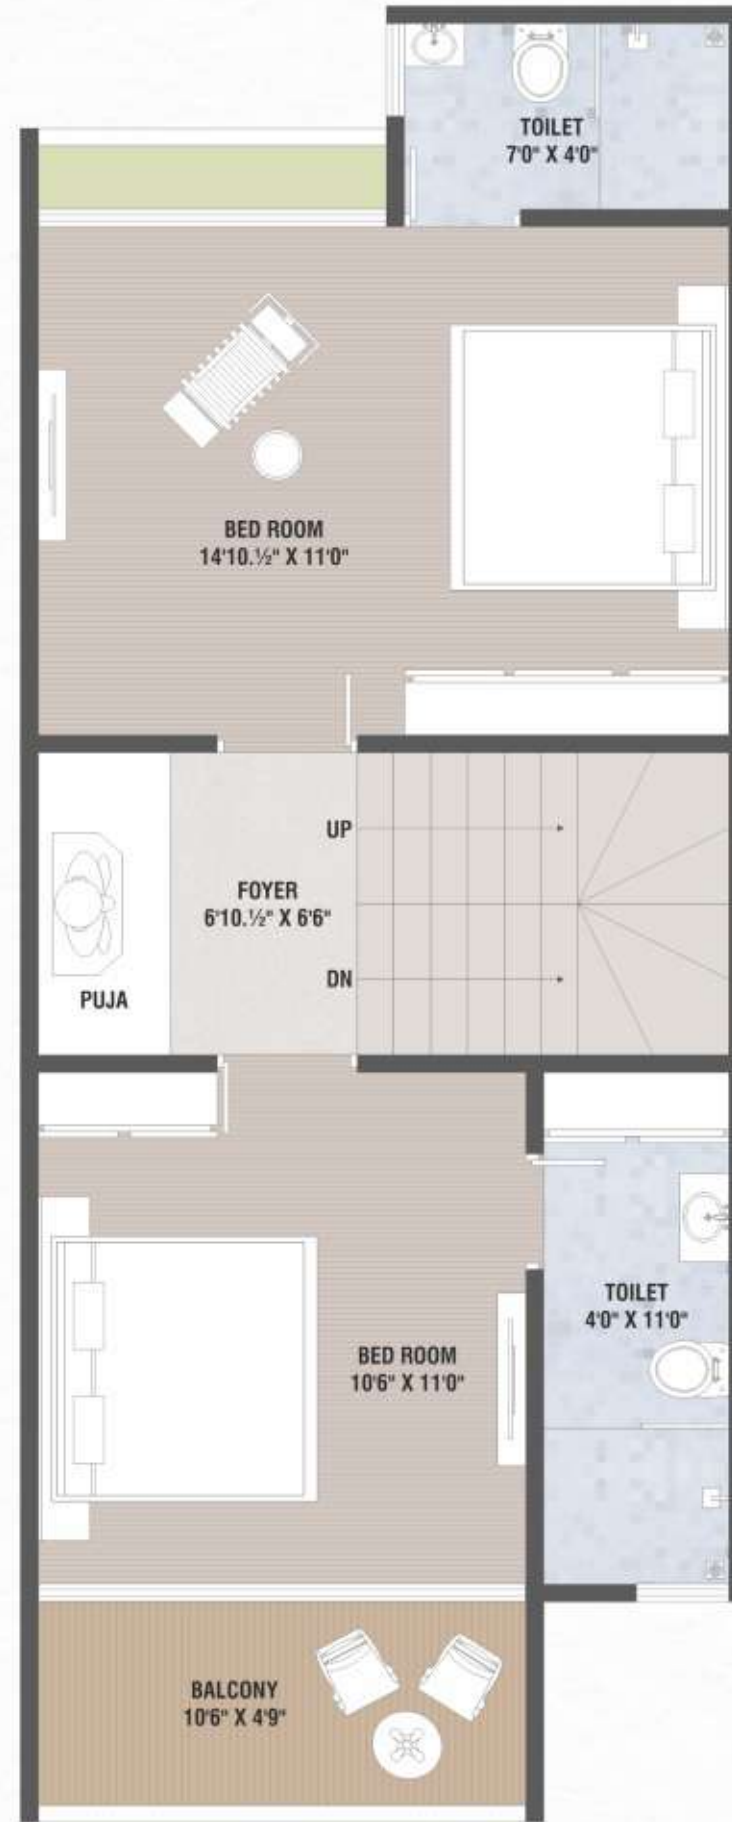 TOILET
7'0" X 4'0"
BED ROOM
14'10.½" X 11'0"
UP
FOYER
6'10.½" X 6'6"
DN
PUJA
TOILET
4'0" X 11'0"
BED ROOM
10'6" X 11'0"
BALCONY
10'6" X 4'9"